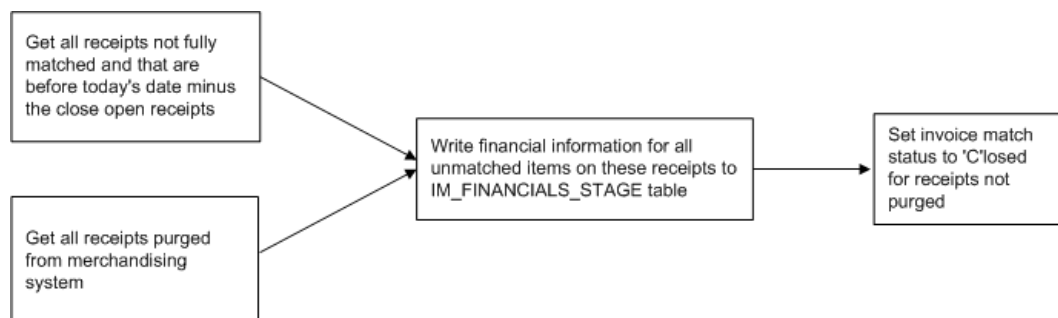 Get all receipts not fully
matched and that are
before today's date minus
the close open receipts
Get all receipts purged
from merchandising
system
Write financial information for all
unmatched items on these receipts to
IM_FINANCIALS_STAGE table
Set invoice match
status to 'C'losed
for receipts not
purged